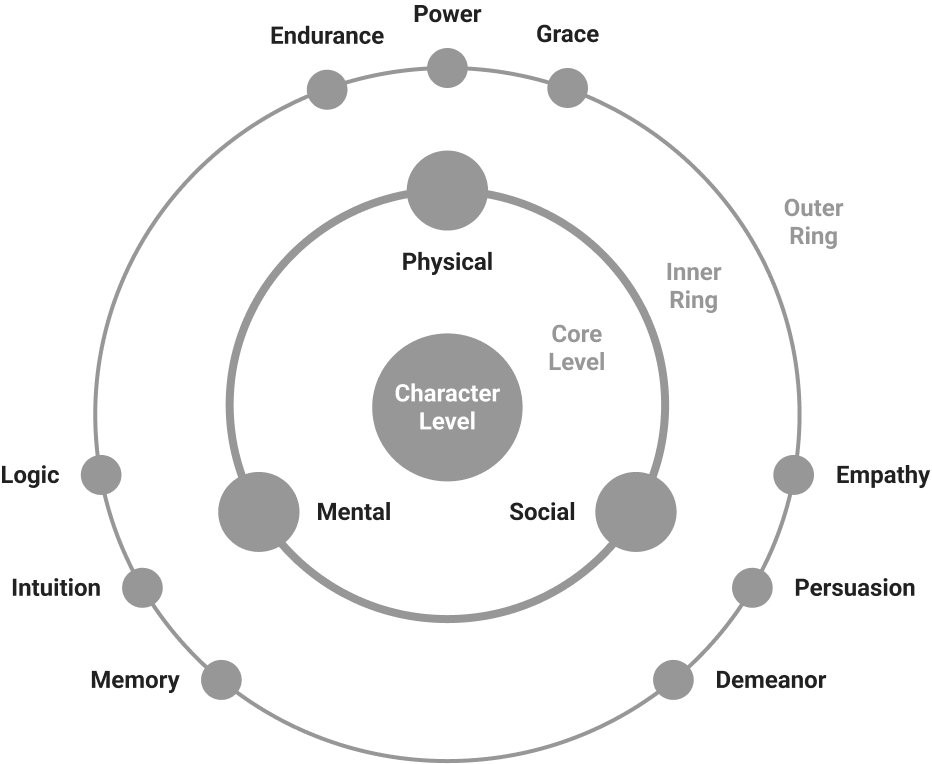 Power
Endurance
Grace
Outer
Ring
Physical
Inner
Ring
Core
Level
Character
Level
Logic
Empathy
Mental
Social
Intuition
Persuasion
Memory
Demeanor